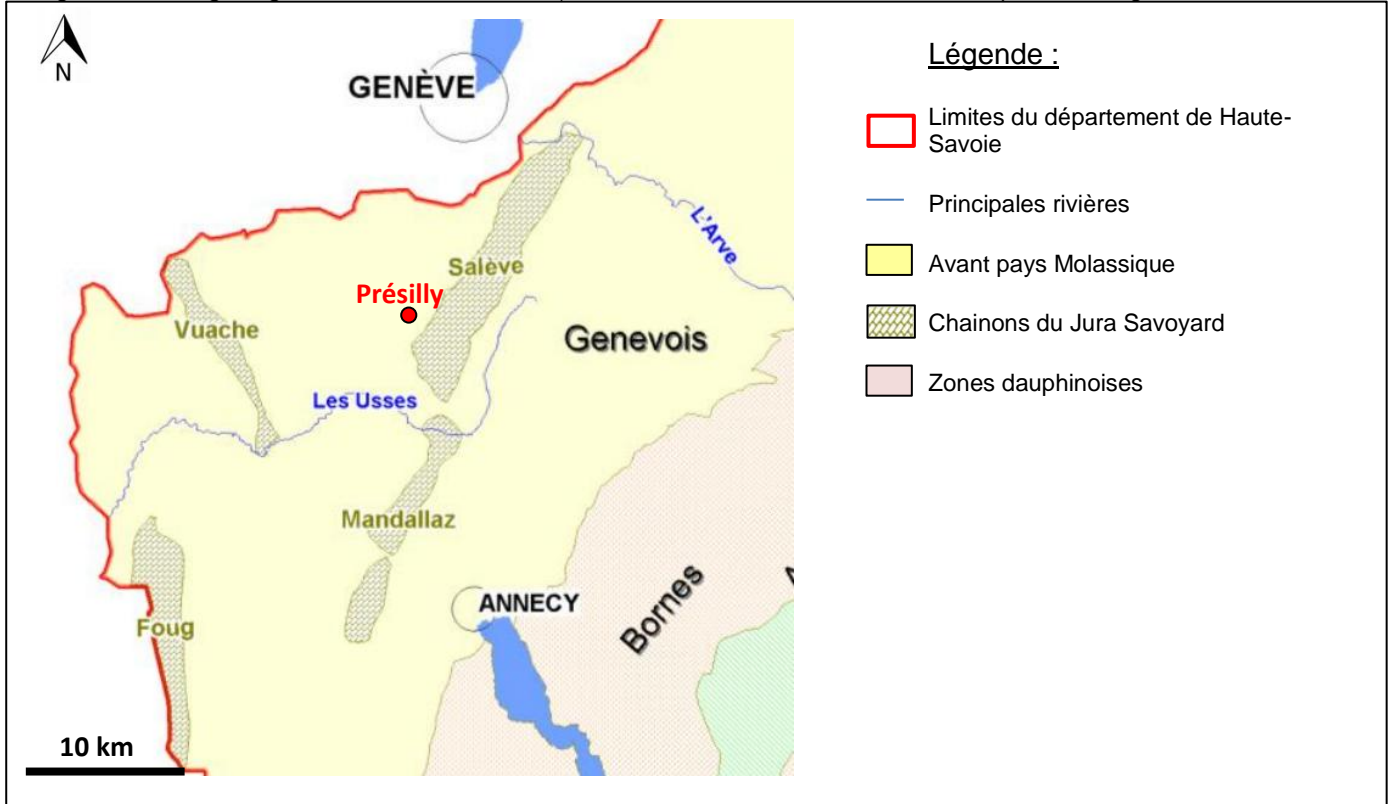 N
GENÈVE
L'Arve
Salève
Présilly
Vuache
Genevois
Les Usses
Mandallaz
ANNECY
Bornes
Foug
10 km
Légende :
Limites du département de Haute-
Savoie
Principales rivières
Avant pays Molassique
Chainons du Jura Savoyard
Zones dauphinoises